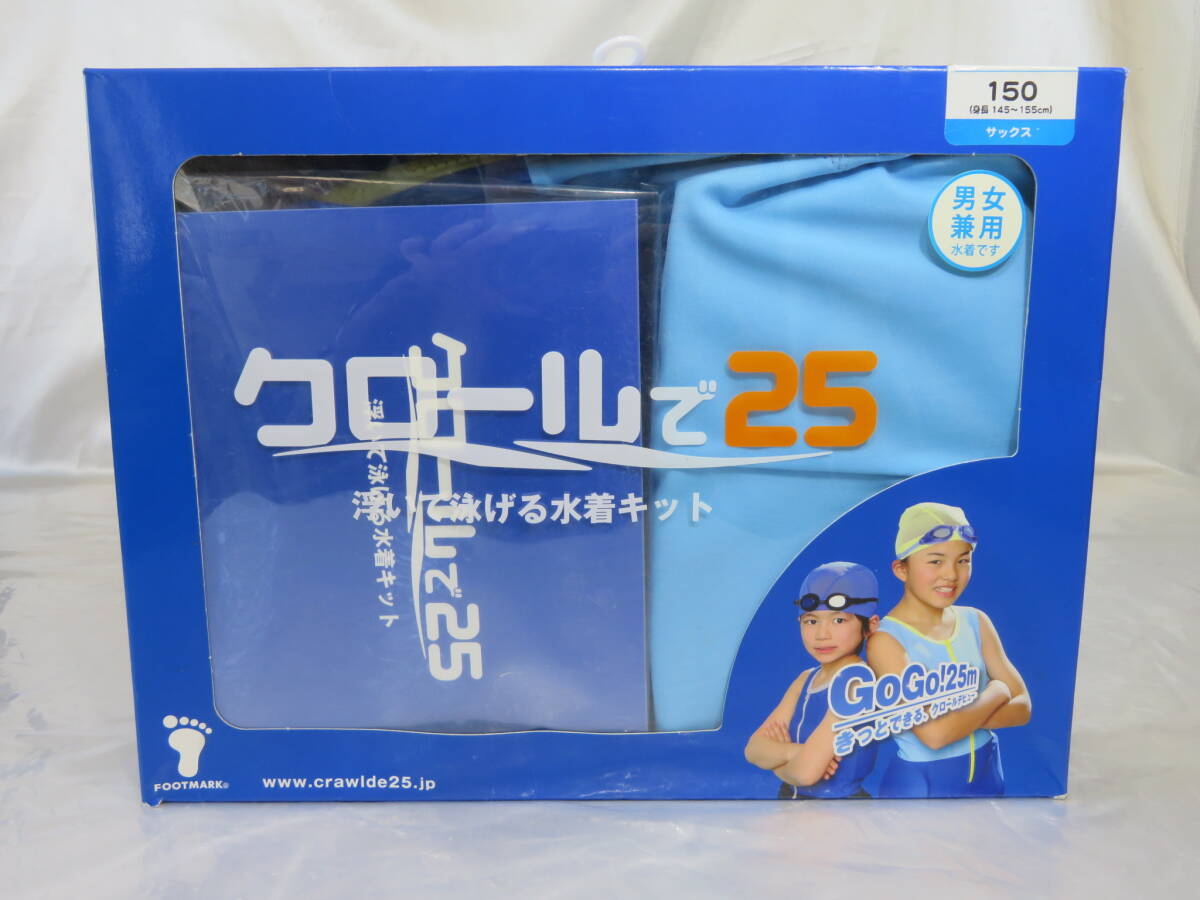 150
(身長 145～155cm)
サックス
男女
兼用
水着です
クロールで25
浮いて泳げる水着キット
クロールで25
浮いて泳げる水着キット
GoGo!25m
きっとできる、クロールデビュー
FOOTMARK®
www.crawlde25.jp